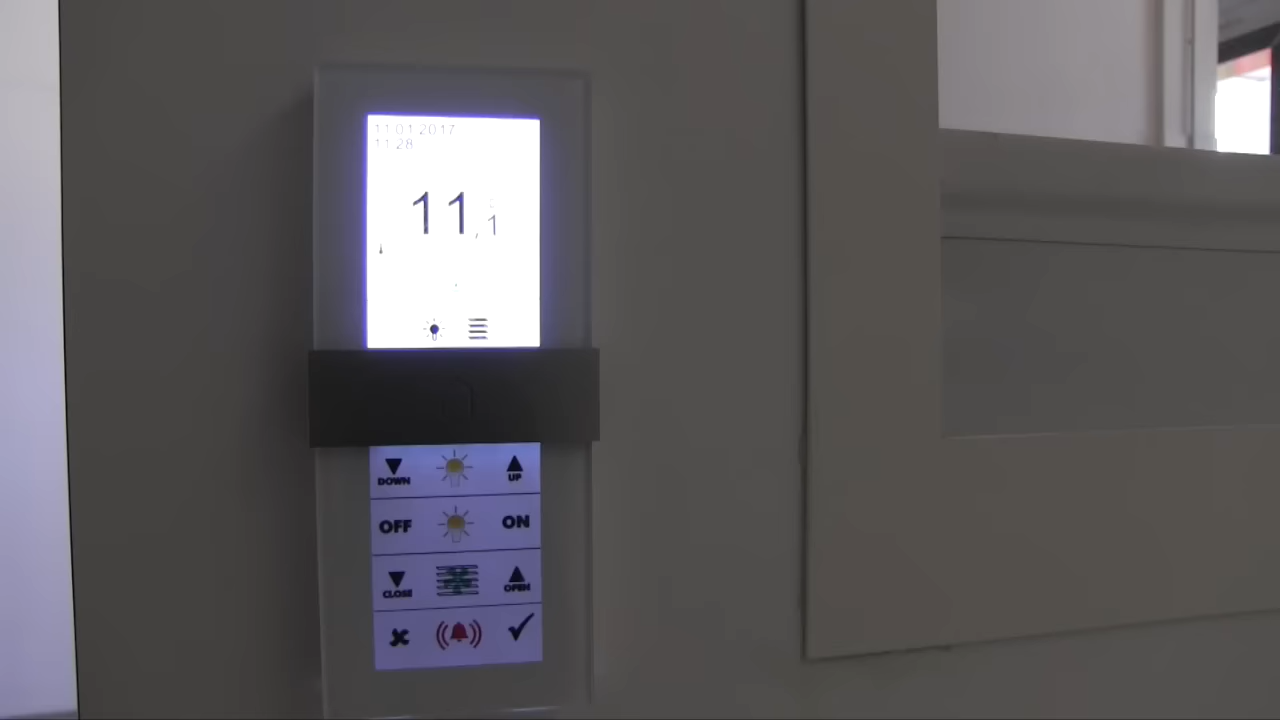 11.01.2017
11:28
11,1
DOWN UP
OFF ON
CLOSE OPEN